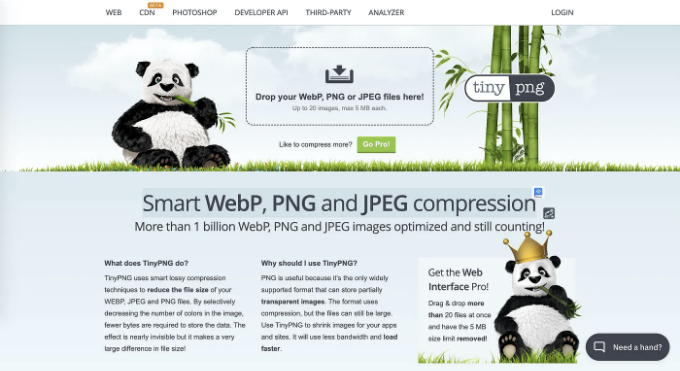 WEB CDN BETA PHOTOSHOP DEVELOPER API THIRD-PARTY ANALYZER LOGIN
Drop your WebP, PNG or JPEG files here!
Up to 20 images, max 5 MB each.
tiny png
Like to compress more? Go Pro!
Smart WebP, PNG and JPEG compression
More than 1 billion WebP, PNG and JPEG images optimized and still counting!
What does TinyPNG do?
TinyPNG uses smart lossy compression
techniques to reduce the file size of your
WEBP, JPEG and PNG files. By selectively
decreasing the number of colors in the image,
fewer bytes are required to store the data. The
effect is nearly invisible but it makes a very
large difference in file size!
Why should I use TinyPNG?
PNG is useful because it's the only widely
supported format that can store partially
transparent images. The format uses
compression, but the files can still be large.
Use TinyPNG to shrink images for your apps
and sites. It will use less bandwidth and load
faster.
Get the Web
Interface Pro!
Drag & drop more
than 20 files at once
and have the 5 MB
size limit removed!
Need a hand?